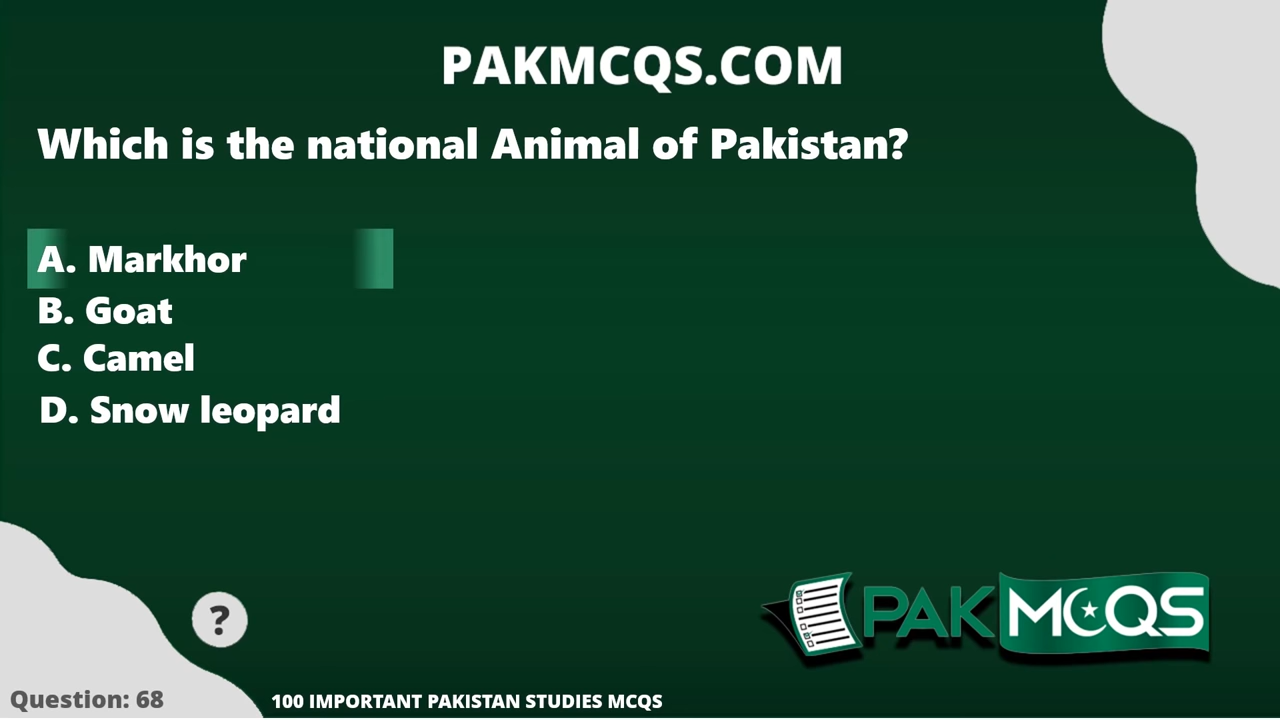 PAKMCQS.COM
Which is the national Animal of Pakistan?
A. Markhor
B. Goat
C. Camel
D. Snow leopard
?
PAKMCQS
Question: 68
100 IMPORTANT PAKISTAN STUDIES MCQS